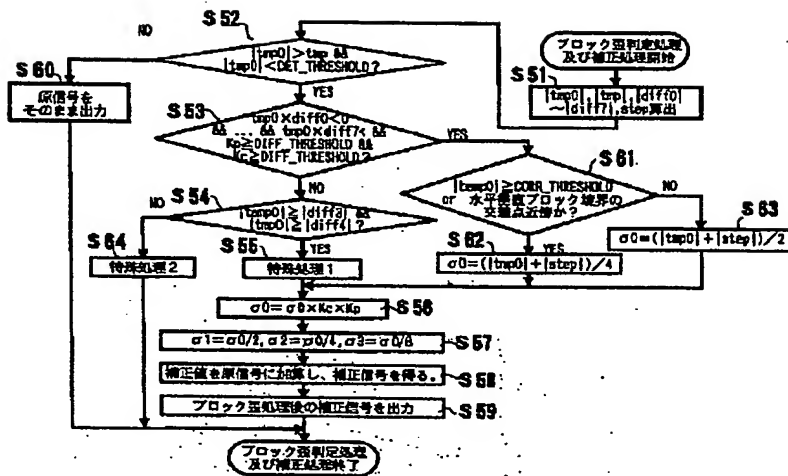 ブロック歪判定処理
及び補正処理開始
S51
|tmp0|,|tmp|,|diff0|
～|diff7|,step算出
S52
|tmp0|>tmp &&
|tmp0|<DET_THRESHOLD?
NO
YES
S60
原信号を
そのまま出力
S53
tmp0×diff0<0
&& ... && tmp0×diff7< &&
Kp≧DIFF_THRESHOLD &&
Kc≧DIFF_THRESHOLD?
YES
NO
S61
|temp0|≧CORR_THRESHOLD
or 水平垂直ブロック境界の
交差点近傍か?
NO
YES
S54
|tmp0|≧|diff3| &&
|tmp0|≧|diff4|?
NO
YES
S62
σ0=(|tmp0|+|step|)/4
S63
σ0=(|tmp0|+|step|)/2
S64
特殊処理2
S55
特殊処理1
S56
σ0=σ0×Kc×Kp
S57
σ1=σ0/2,σ2=σ0/4,σ3=σ0/8
S58
補正値を原信号に加算し、補正信号を得る。
S59
ブロック歪処理後の補正信号を出力
ブロック歪判定処理
及び補正処理終了